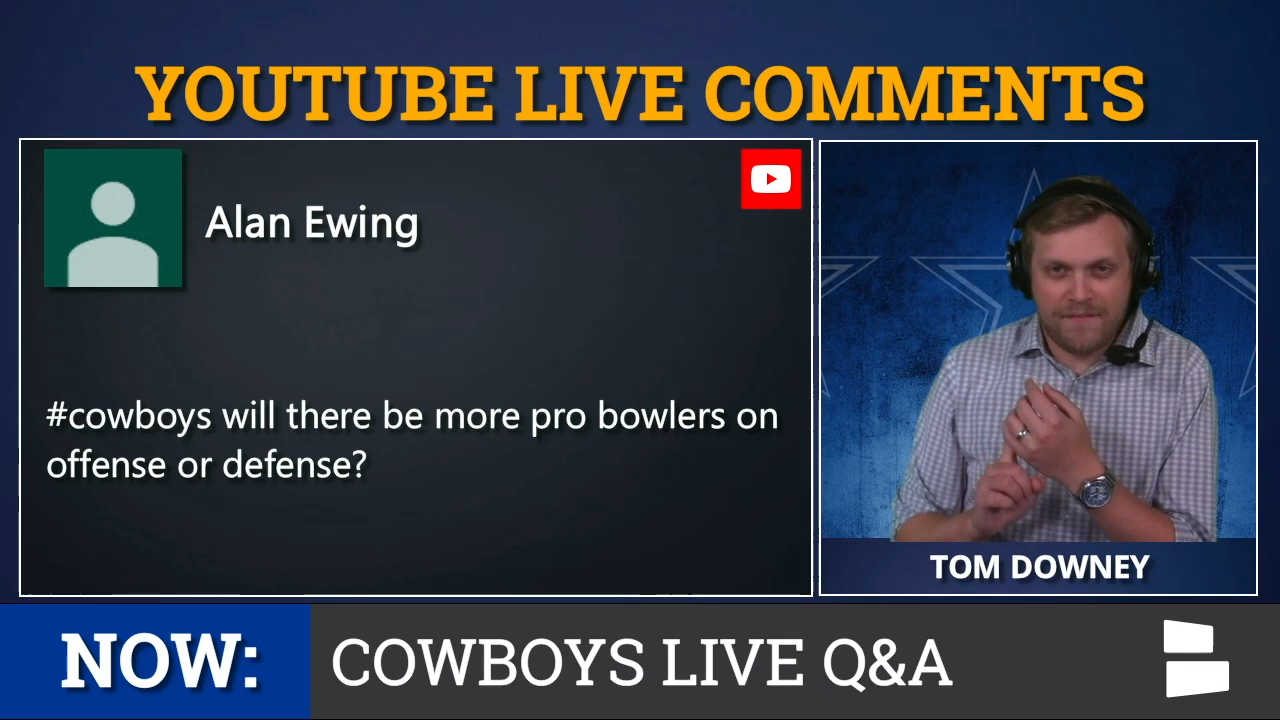 YOUTUBE LIVE COMMENTS
Alan Ewing
#cowboys will there be more pro bowlers on
offense or defense?
TOM DOWNEY
NOW:
COWBOYS LIVE Q&A